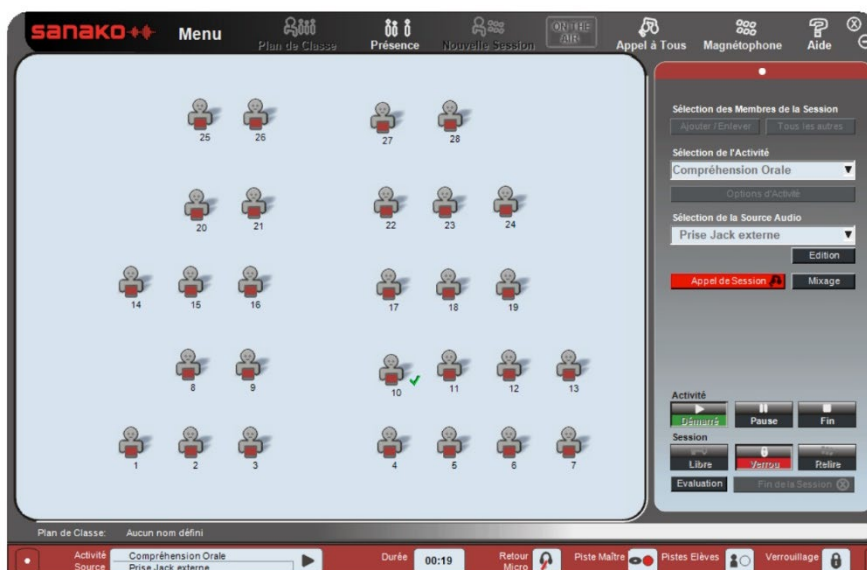 sanako
Menu
Plan de Classe
Présence
Nouvelle Session
ON THE
AIR
Appel à Tous
Magnétophone
Aide
25 26 27 28
20 21 22 23 24
14 15 16 17 18 19
8 9 10 11 12 13
1 2 3 4 5 6 7
Sélection des Membres de la Session
Ajouter / Enlever Tous les autres
Sélection de l'Activité
Compréhension Orale
Options d'Activité
Sélection de la Source Audio
Prise Jack externe
Edition
Appel de Session Mixage
Activité
Démarré Pause Fin
Session
Libre Verrou Relire
Evaluation Fin de la Session
Plan de Classe: Aucun nom défini
Activité Compréhension Orale
Source Prise Jack externe
Durée 00:19
Retour
Micro
Piste Maître
Pistes Elèves
Verrouillage